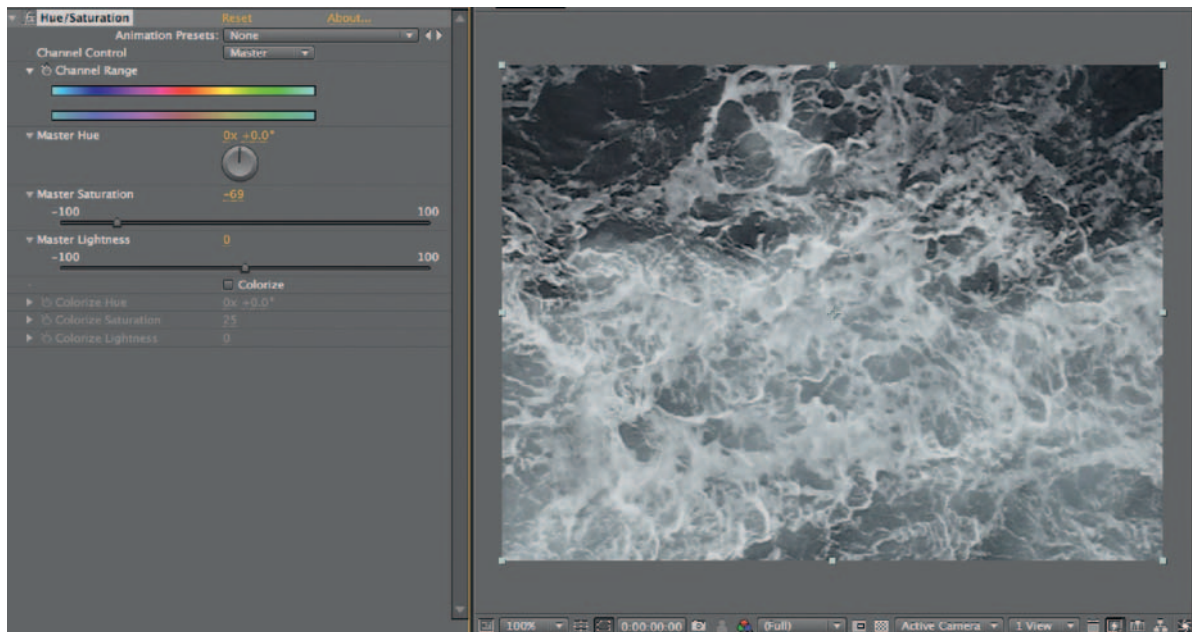 fx Hue/Saturation Reset About...
Animation Presets: None
Channel Control Master
Channel Range
Master Hue 0x +0.0°
Master Saturation -69
-100 100
Master Lightness 0
-100 100
Colorize
Colorize Hue 0x +0.0°
Colorize Saturation 25
Colorize Lightness 0
100% 0:00:00:00 (Full) Active Camera 1 View